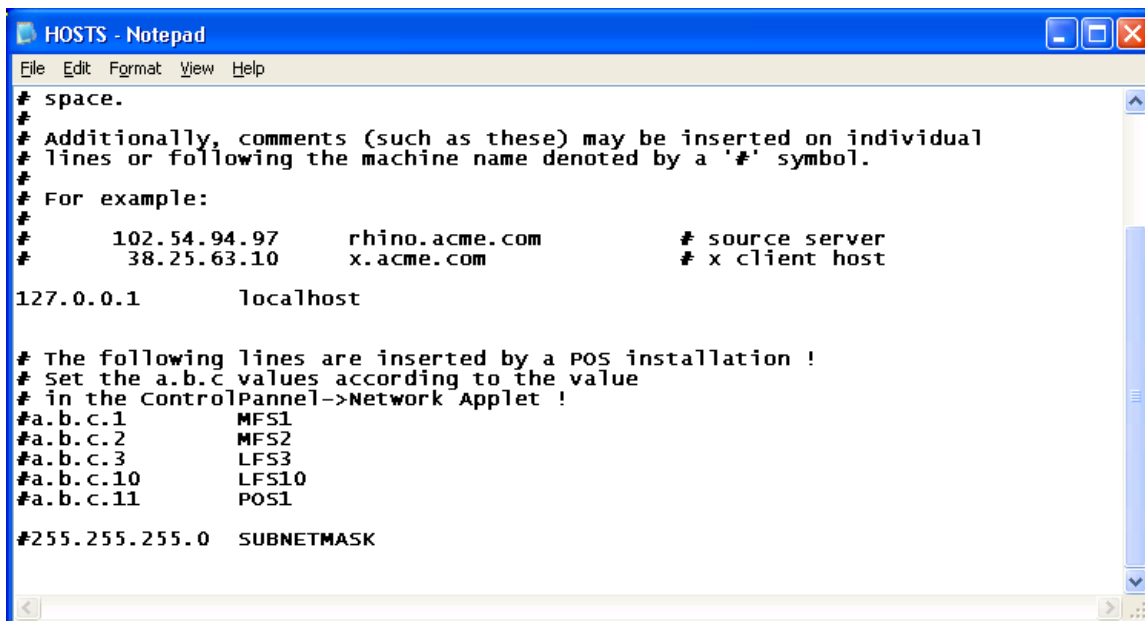 HOSTS - Notepad
File Edit Format View Help
# space.
#
# Additionally, comments (such as these) may be inserted on individual
# lines or following the machine name denoted by a '#' symbol.
#
# For example:
#
#      102.54.94.97     rhino.acme.com          # source server
#       38.25.63.10     x.acme.com              # x client host
127.0.0.1       localhost
# The following lines are inserted by a POS installation !
# Set the a.b.c values according to the value
# in the ControlPannel->Network Applet !
#a.b.c.1        MFS1
#a.b.c.2        MFS2
#a.b.c.3        LFS3
#a.b.c.10       LFS10
#a.b.c.11       POS1
#255.255.255.0  SUBNETMASK